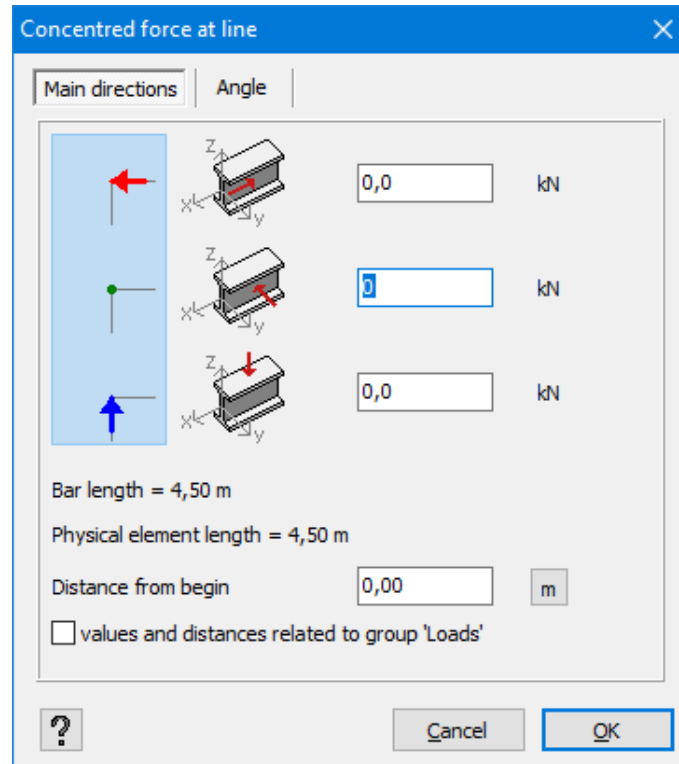 Concentred force at line
Main directions Angle
Z
X
y
0,0 kN
Z
X
y
0 kN
Z
X
y
0,0 kN
Bar length = 4,50 m
Physical element length = 4,50 m
Distance from begin 0,00 m
values and distances related to group 'Loads'
? Cancel OK